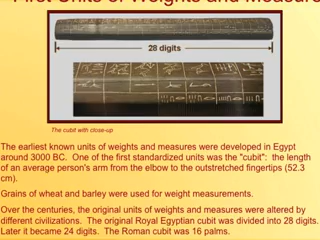 First Units of Weights and Measure
28 digits
The cubit with close-up
The earliest known units of weights and measures were developed in Egypt
around 3000 BC. One of the first standardized units was the "cubit": the length
of an average person's arm from the elbow to the outstretched fingertips (52.3
cm).
Grains of wheat and barley were used for weight measurements.
Over the centuries, the original units of weights and measures were altered by
different civilizations. The original Royal Egyptian cubit was divided into 28 digits.
Later it became 24 digits. The Roman cubit was 16 palms.